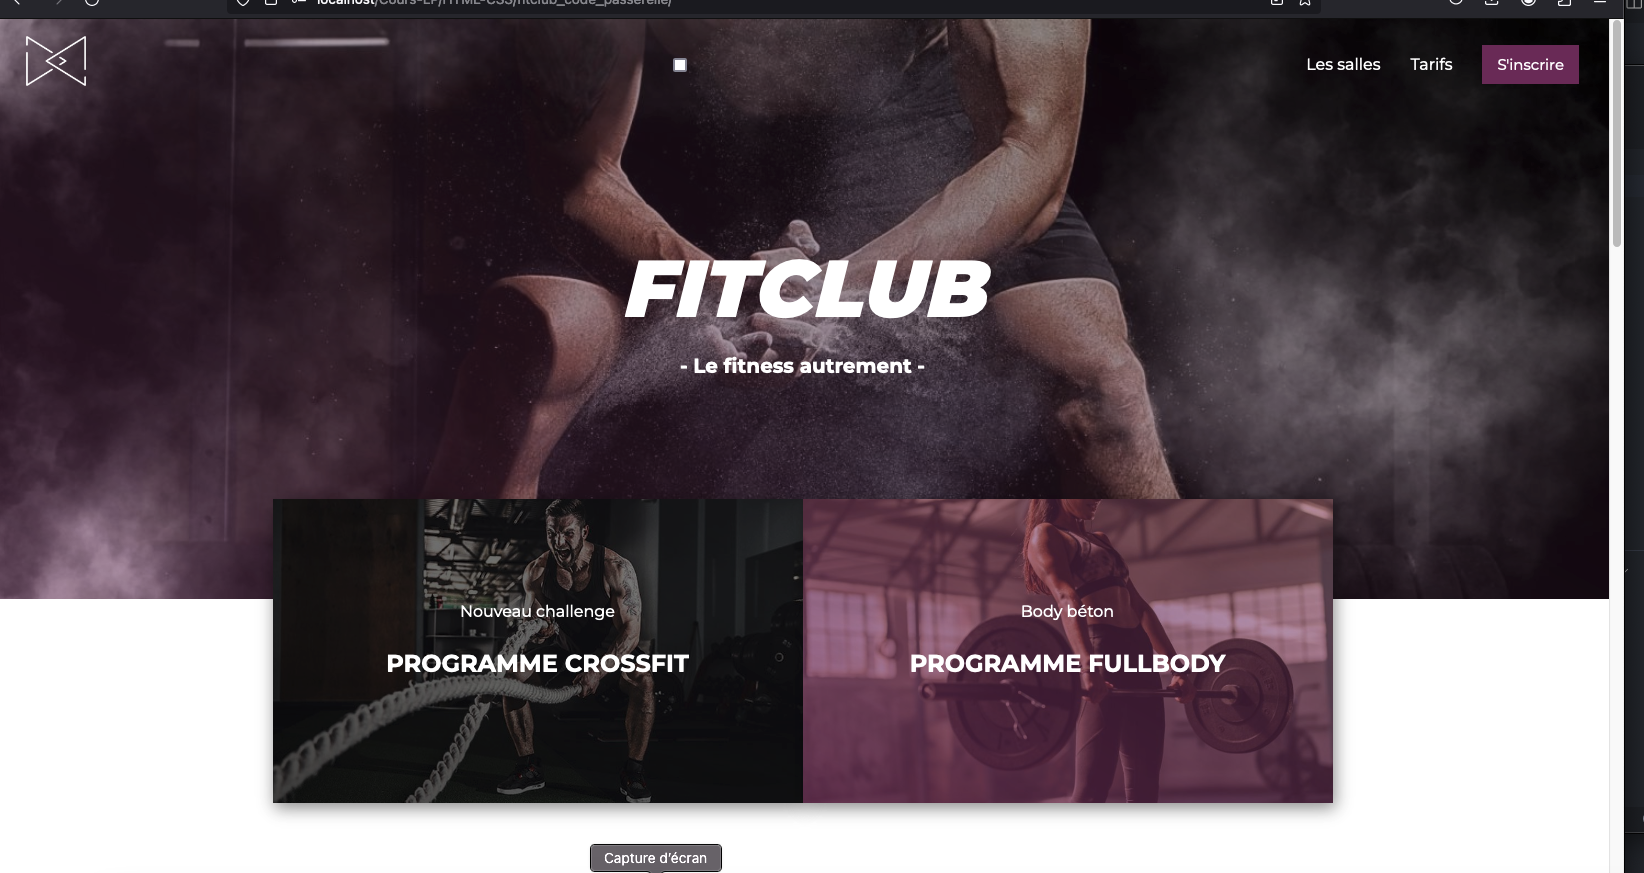 localhost/Cours-LP/HTML-CSS/fitclub_code_passerelle/
Les salles
Tarifs
S'inscrire
FITCLUB
- Le fitness autrement -
Nouveau challenge
PROGRAMME CROSSFIT
Body béton
PROGRAMME FULLBODY
Capture d'écran